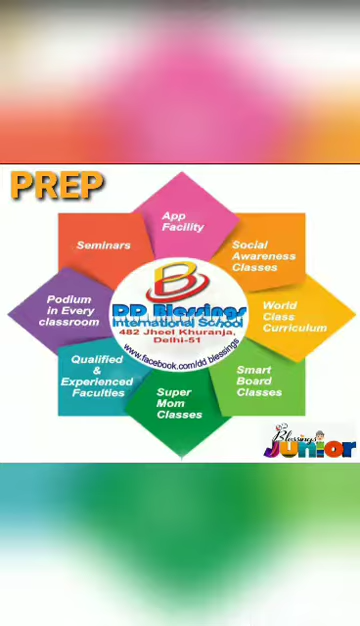 PREP
App
Facility
Social
Awareness
Classes
World
Class
Curriculum
Smart
Board
Classes
Super
Mom
Classes
Qualified
&
Experienced
Faculties
Podium
in Every
classroom
Seminars
B
DD Blessings
International School
482 Jheel Khuranja,
Delhi-51
www.facebook.com/dd blessings
Blessings
Junior